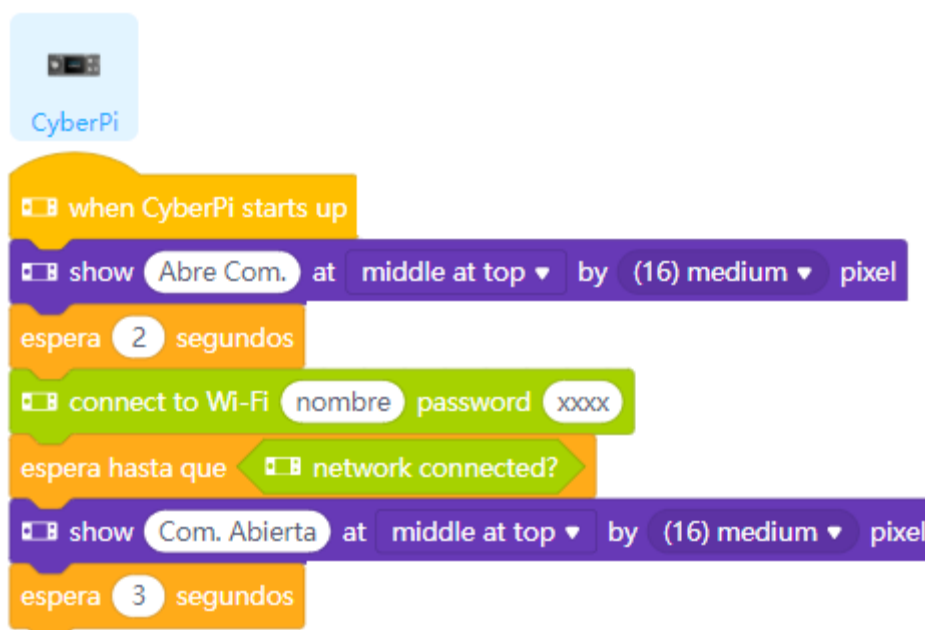 CyberPi
when CyberPi starts up
show Abre Com. at middle at top by (16) medium pixel
espera 2 segundos
connect to Wi-Fi nombre password xxxx
espera hasta que network connected?
show Com. Abierta at middle at top by (16) medium pixel
espera 3 segundos